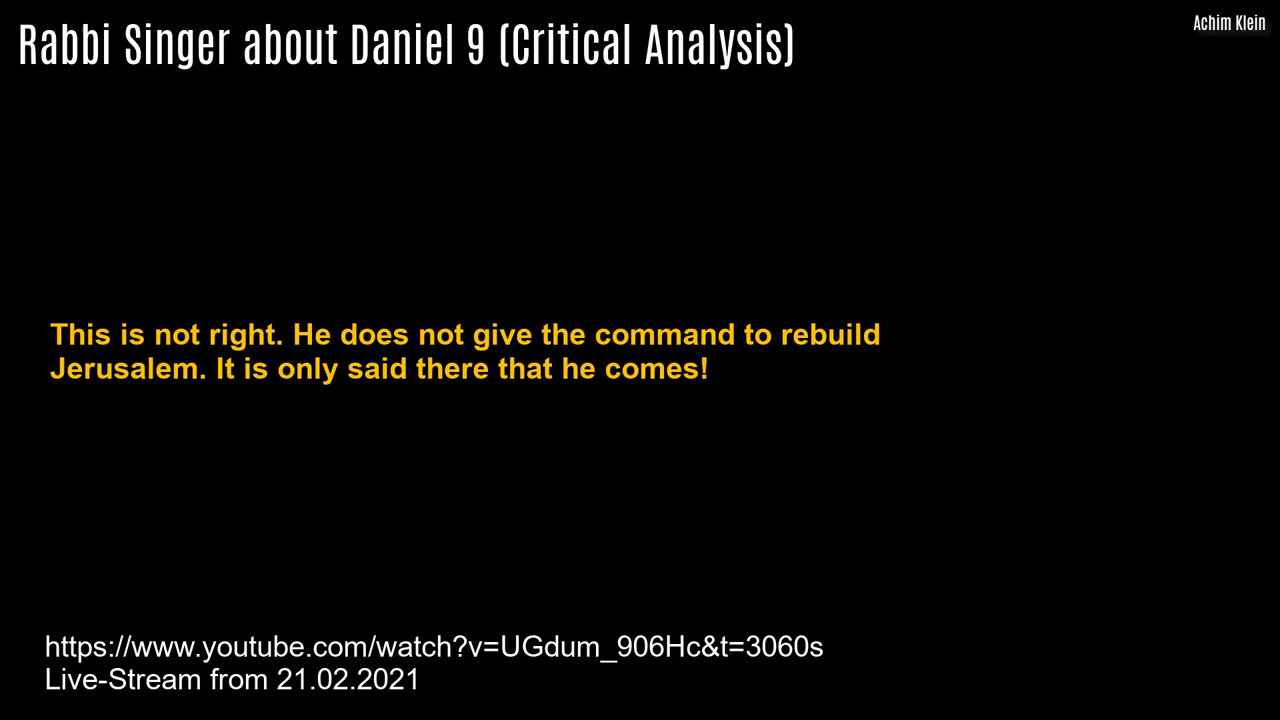 Rabbi Singer about Daniel 9 (Critical Analysis)
Achim Klein
This is not right. He does not give the command to rebuild
Jerusalem. It is only said there that he comes!
https://www.youtube.com/watch?v=UGdum_906Hc&t=3060s
Live-Stream from 21.02.2021